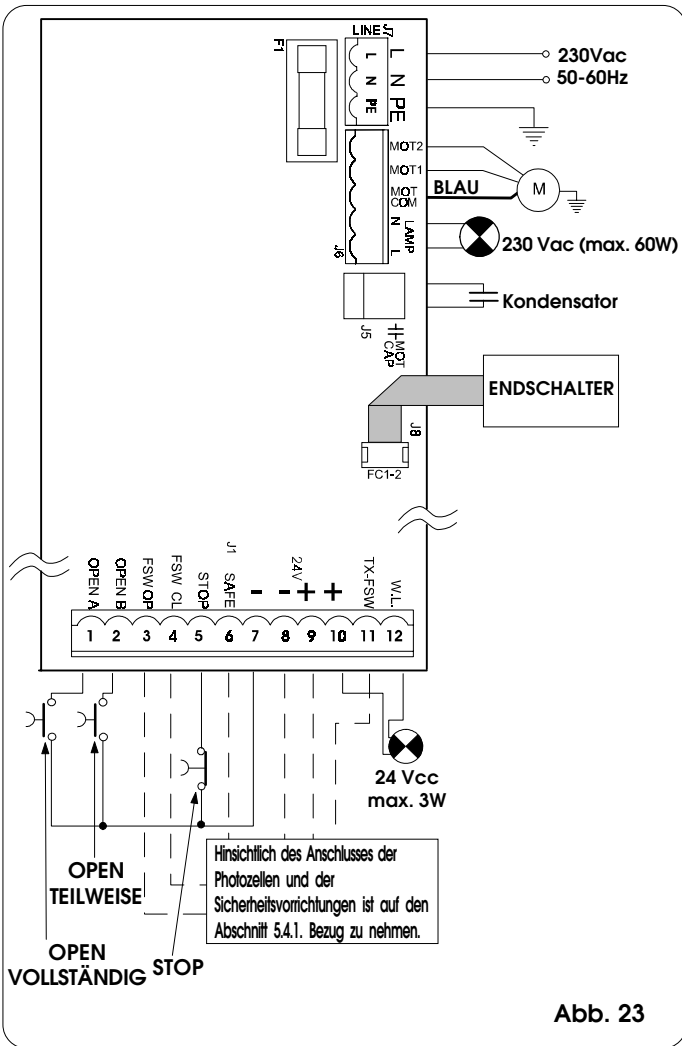 LINE J7
F1
L
N
PE
L
N
PE
230Vac
50-60Hz
MOT2
MOT1
MOT
COM
BLAU
M
N
L
LAMP
J6
230 Vac (max. 60W)
J5
MOT
CAP
Kondensator
ENDSCHALTER
J8
FC1-2
OPEN A
OPEN B
FSW OP
FSW CL
STOP
J1
SAFE
-
-
24V
+
+
TX-FSW
W.L.
1 2 3 4 5 6 7 8 9 10 11 12
24 Vcc
max. 3W
OPEN
TEILWEISE
OPEN
VOLLSTÄNDIG
STOP
Hinsichtlich des Anschlusses der
Photozellen und der
Sicherheitsvorrichtungen ist auf den
Abschnitt 5.4.1. Bezug zu nehmen.
Abb. 23